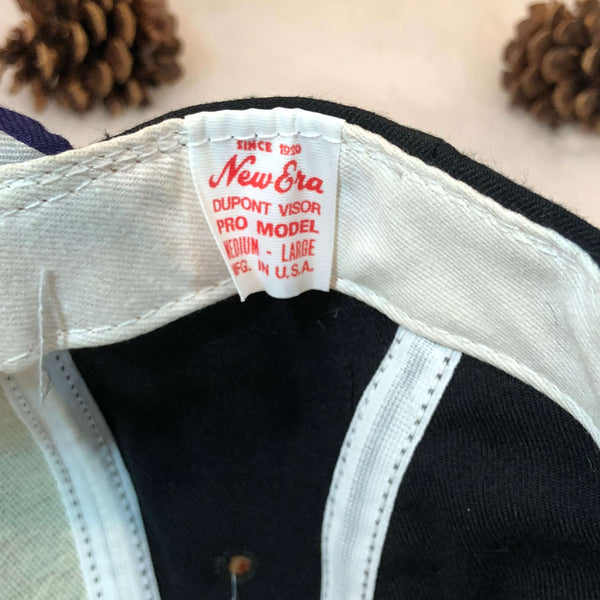 SINCE 1920
New Era
DUPONT VISOR
PRO MODEL
MEDIUM - LARGE
MFG. IN U.S.A.